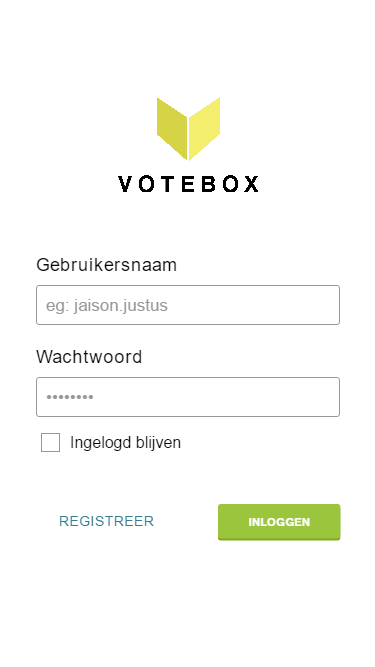 VOTEBOX
Gebruikersnaam
eg: jaison.justus
Wachtwoord
••••••••
Ingelogd blijven
REGISTREER
INLOGGEN